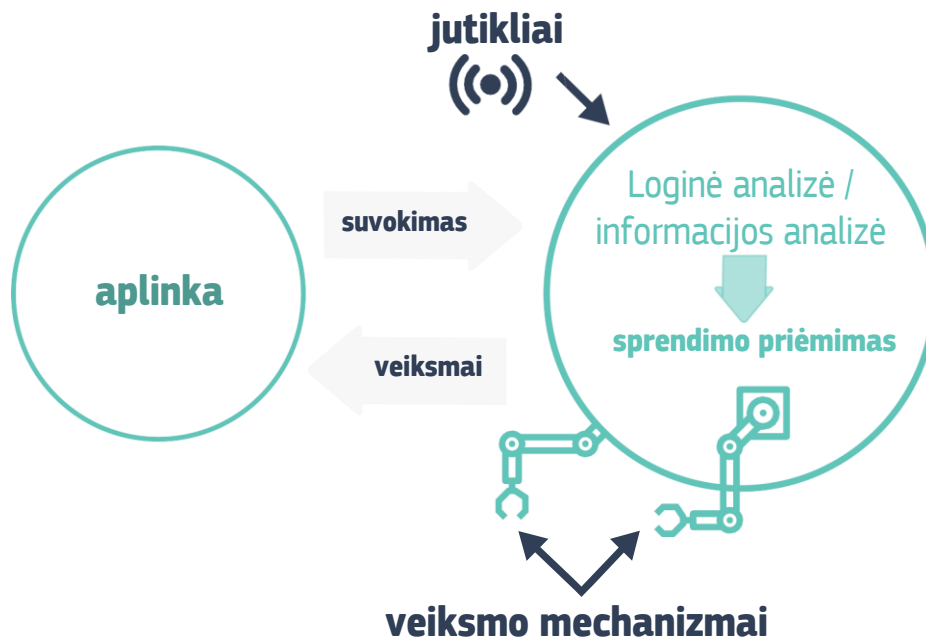 jutikliai
Loginė analizė /
informacijos analizė
suvokimas
aplinka
sprendimo priėmimas
veiksmai
veiksmo mechanizmai